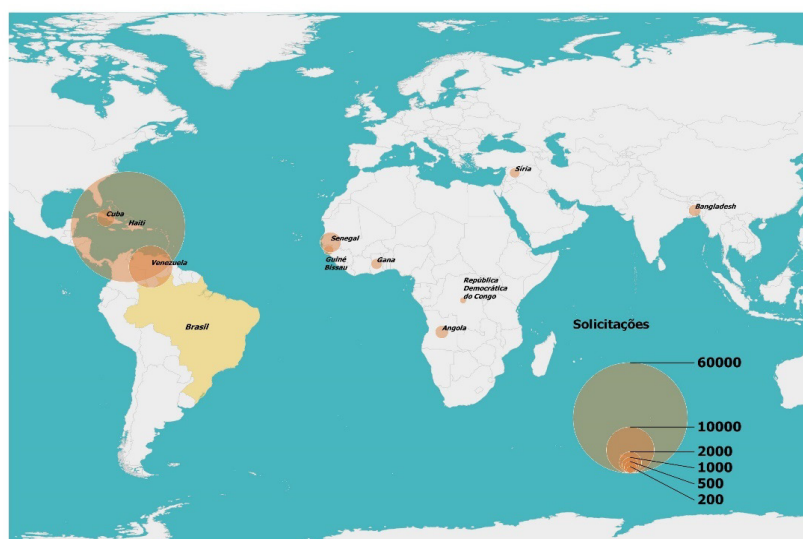 Síria
Bangladesh
Cuba
Haiti
Senegal
Guiné
Bissau
Gana
Venezuela
República
Democrática
do Congo
Brasil
Angola
Solicitações
60000
10000
2000
1000
500
200